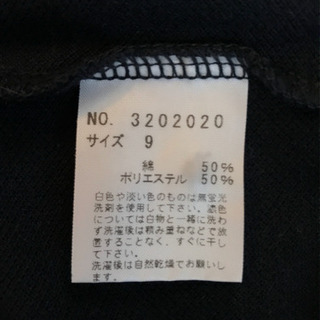 NO. 3202020
サイズ 9
綿 50%
ポリエステル 50%
白色や淡い色のものは無蛍光
洗剤を使用して下さい。濃色
については白物と一緒に洗わ
ず洗濯後は積み重ねなどで放
置することなく、すぐに干し
て下さい。
洗濯後は自然乾燥でお願いし
ます。